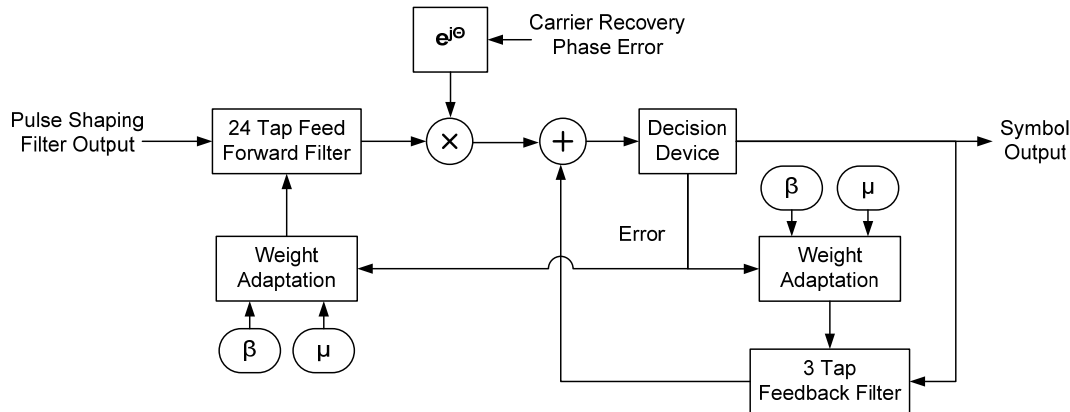 e^jΘ
Carrier Recovery
Phase Error
Pulse Shaping
Filter Output
24 Tap Feed
Forward Filter
×
+
Decision
Device
Symbol
Output
β
μ
Error
Weight
Adaptation
Weight
Adaptation
β
μ
3 Tap
Feedback Filter